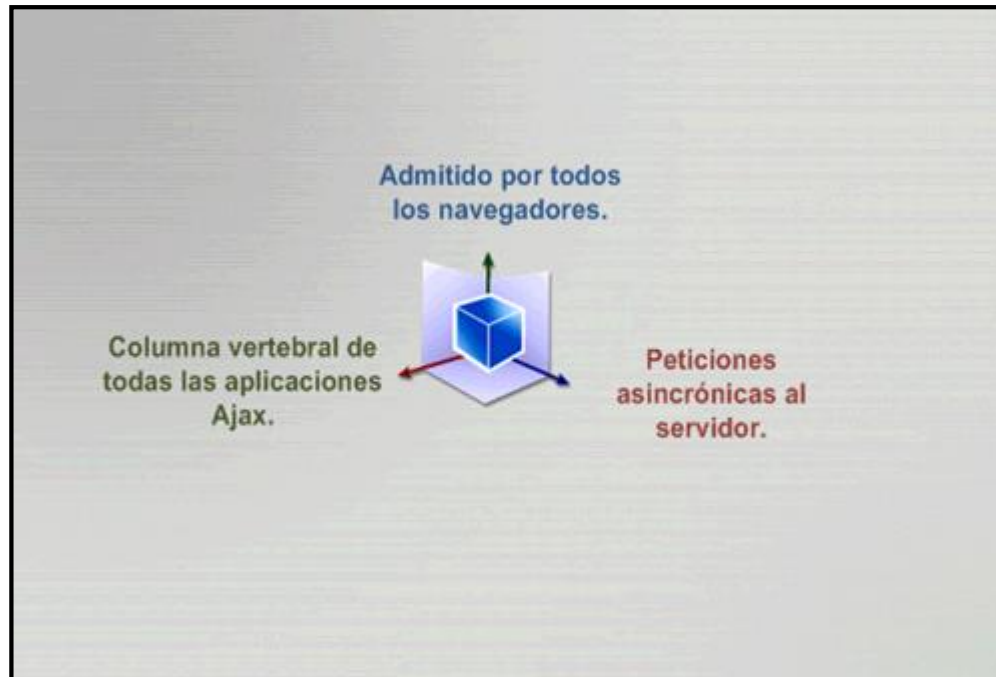 Admitido por todos
los navegadores.
Columna vertebral de
todas las aplicaciones
Ajax.
Peticiones
asincrónicas al
servidor.